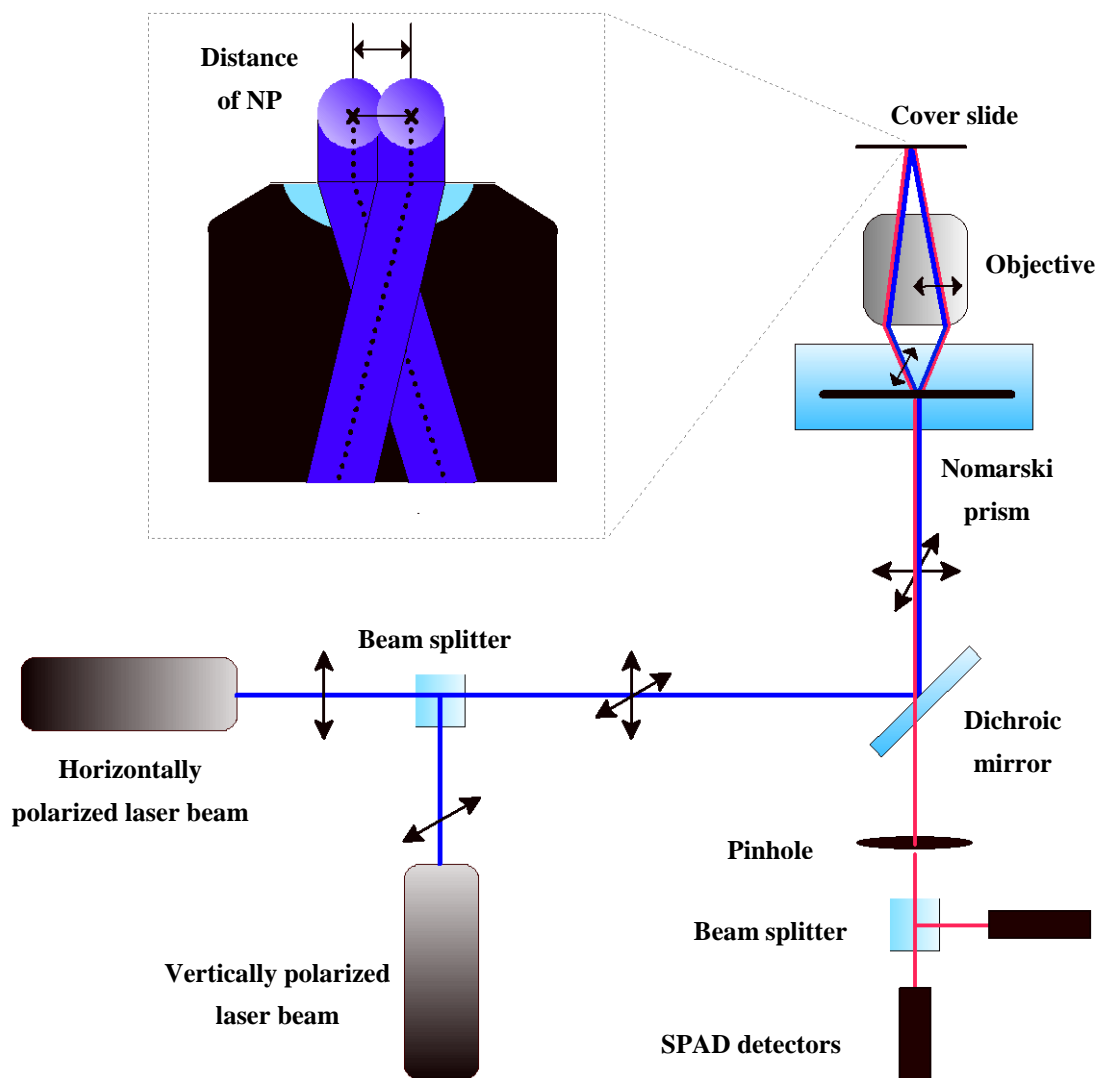 Distance
of NP
Cover slide
Objective
Nomarski
prism
Beam splitter
Horizontally
polarized laser beam
Dichroic
mirror
Pinhole
Beam splitter
Vertically polarized
laser beam
SPAD detectors